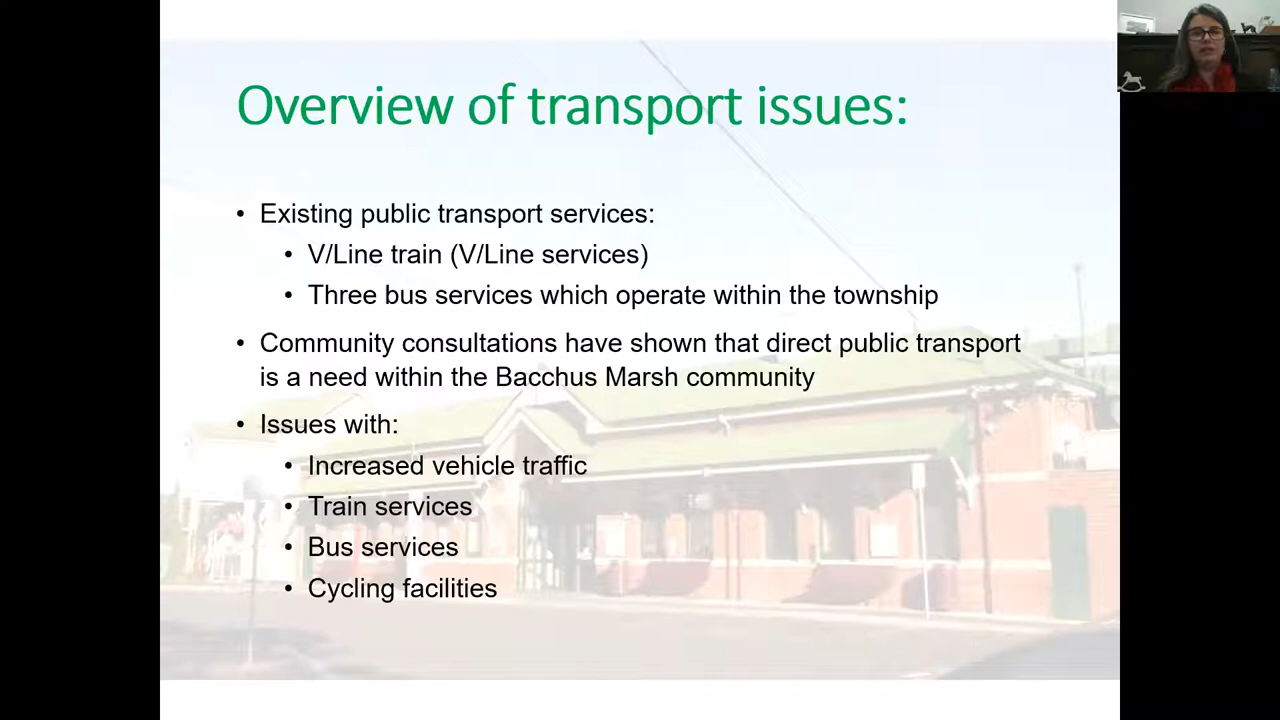 Overview of transport issues:
• Existing public transport services:
• V/Line train (V/Line services)
• Three bus services which operate within the township
• Community consultations have shown that direct public transport
is a need within the Bacchus Marsh community
• Issues with:
• Increased vehicle traffic
• Train services
• Bus services
• Cycling facilities